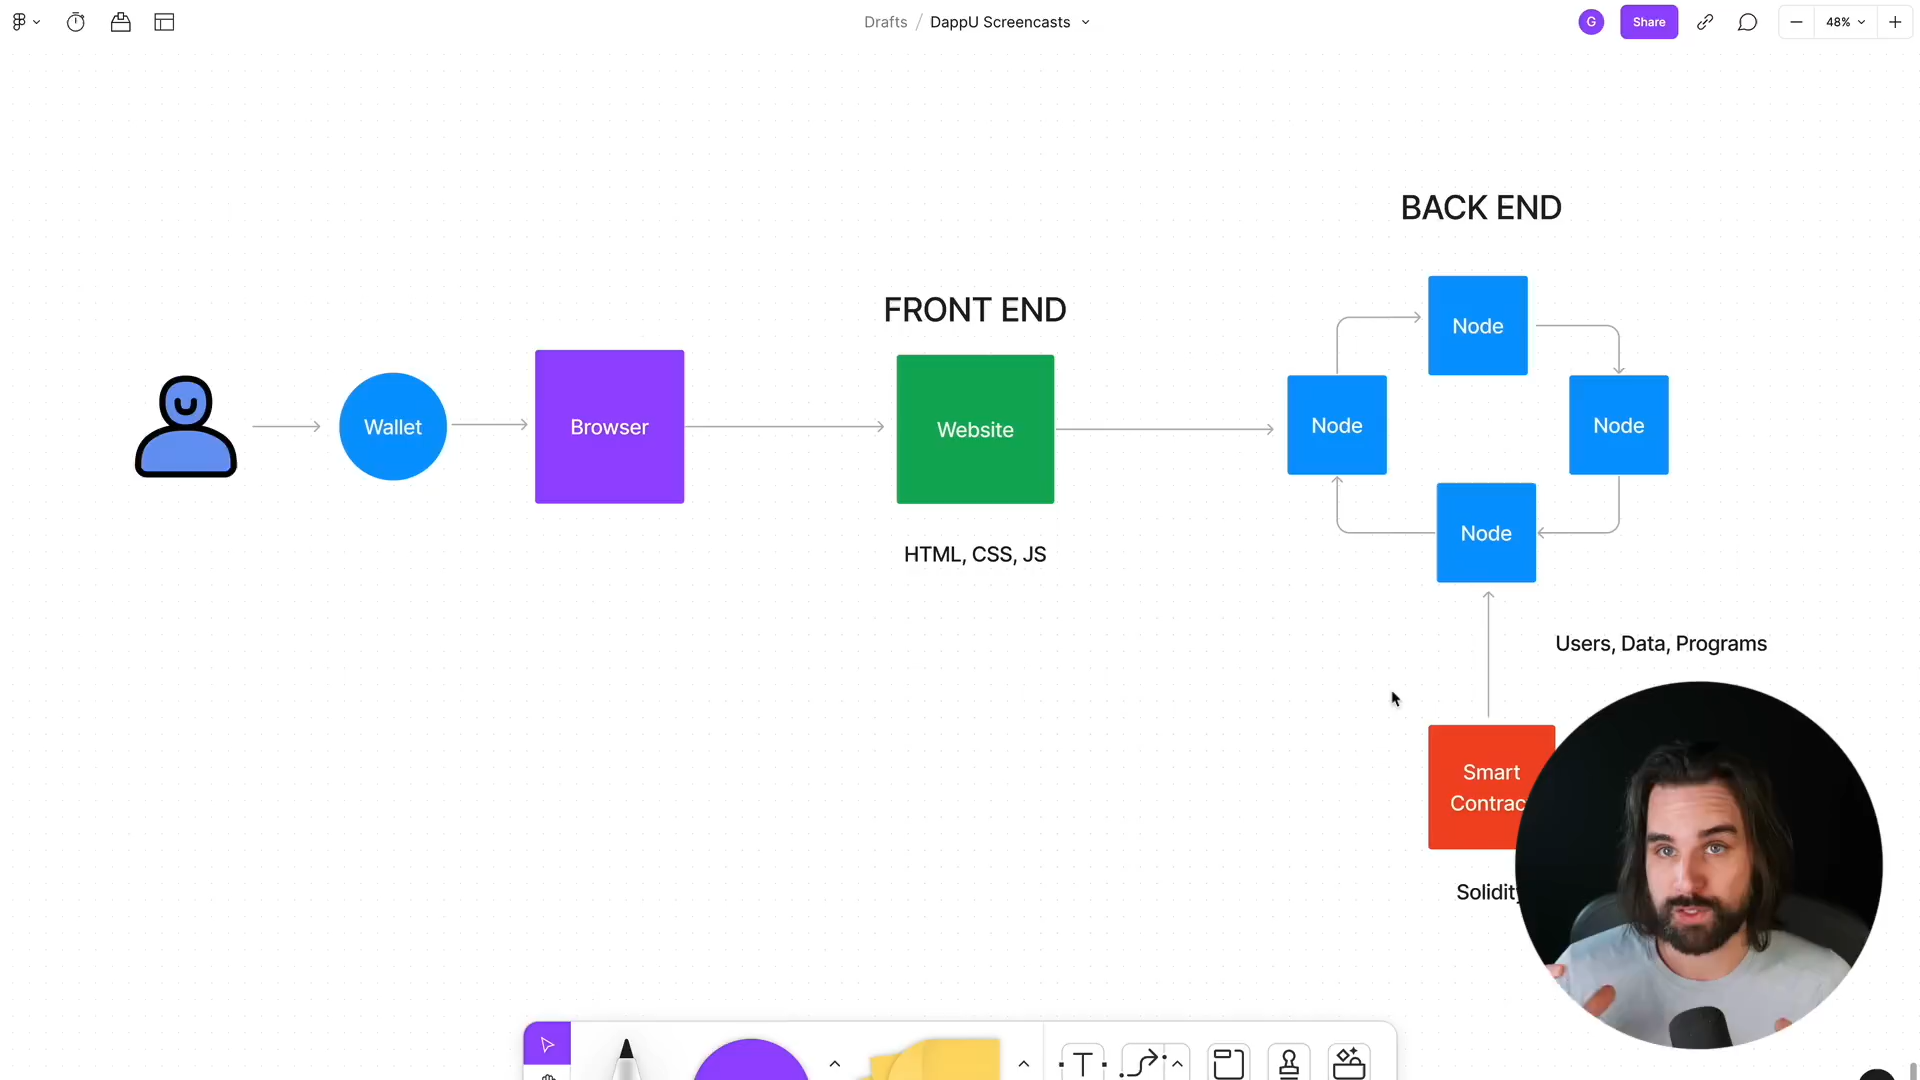 Drafts / DappU Screencasts
G
Share
48%
BACK END
FRONT END
Node
Wallet
Browser
Website
Node
Node
Node
HTML, CSS, JS
Users, Data, Programs
Smart
Contrac
Solidity
T